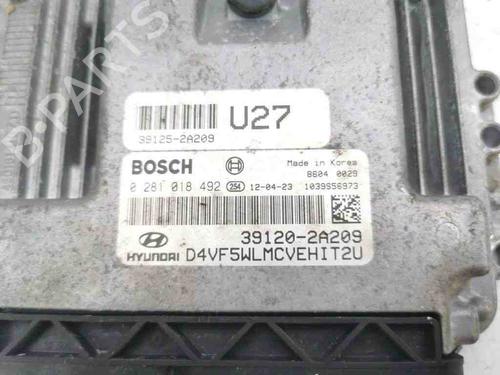 B-PARTS
U27
39125-2A209
BOSCH
Made in Korea
8604 0029
0 281 018 492 254 12-04-23 1039S56973
39120-2A209
HYUNDAI D4VF5WLMCVEHIT2U